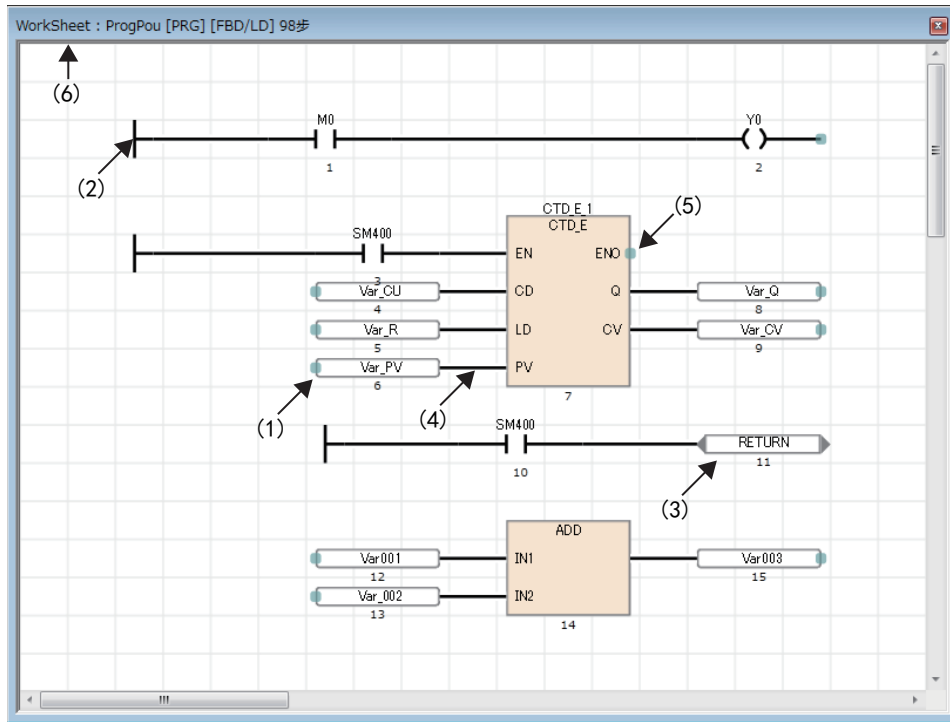 WorkSheet : ProgPou [PRG] [FBD/LD] 98步
(6)
M0
Y0
(2)
1
2
CTD_E_1
(5)
SM400
CTD_E
EN
ENO
3
Var_CU
CD
Q
Var_Q
4
8
Var_R
LD
CV
Var_CV
5
9
Var_PV
PV
6
7
(1)
(4)
SM400
RETURN
10
11
(3)
ADD
Var001
IN1
Var003
12
15
Var_002
IN2
13
14